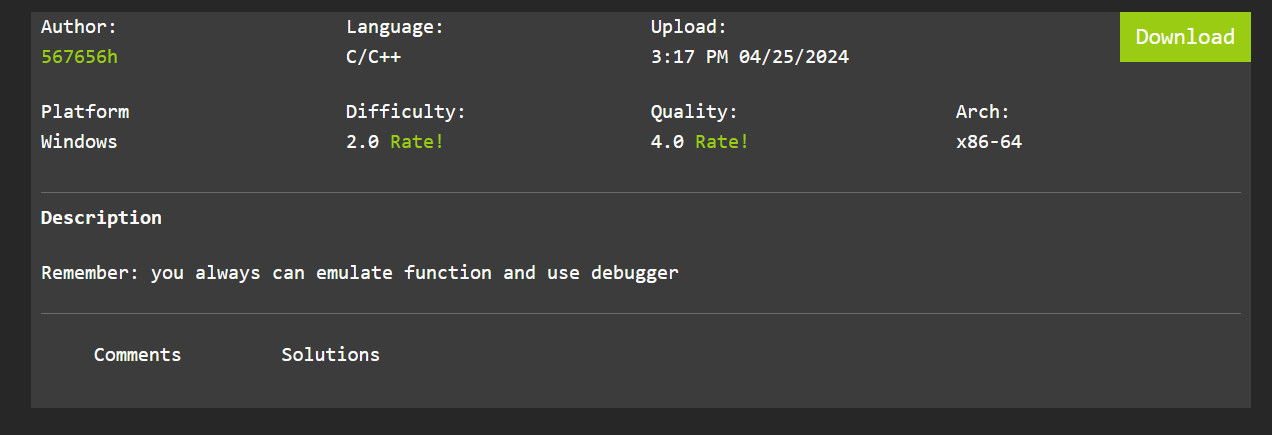 Author: Language: Upload: Download
567656h C/C++ 3:17 PM 04/25/2024
Platform Difficulty: Quality: Arch:
Windows 2.0 Rate! 4.0 Rate! x86-64
Description
Remember: you always can emulate function and use debugger
Comments Solutions